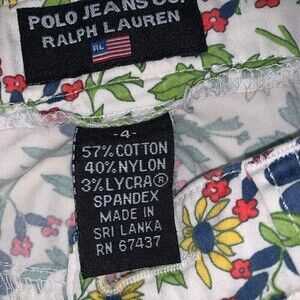 POLO JEANS CO.
RALPH LAUREN
RL
-4-
57% COTTON
40% NYLON
3% LYCRA®
SPANDEX
MADE IN
SRI LANKA
RN 67437